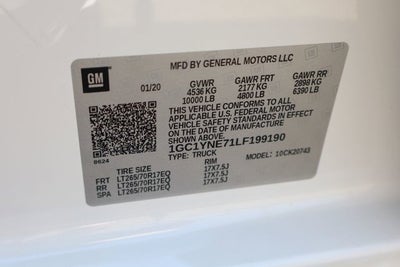 MFD BY GENERAL MOTORS LLC
GM
01/20 GVWR GAWR FRT GAWR RR
4536 KG 2177 KG 2898 KG
10000 LB 4800 LB 6390 LB
THIS VEHICLE CONFORMS TO ALL
APPLICABLE U.S. FEDERAL MOTOR
VEHICLE SAFETY STANDARDS IN EFFECT
ON THE DATE OF MANUFACTURE
SHOWN ABOVE.
1GC1YNE71LF199190
TYPE: TRUCK MODEL: 10CK20743
0624
TIRE SIZE RIM
FRT LT265/70R17EQ 17X7.5J
RR LT265/70R17EQ 17X7.5J
SPA LT265/70R17EQ 17X7.5J